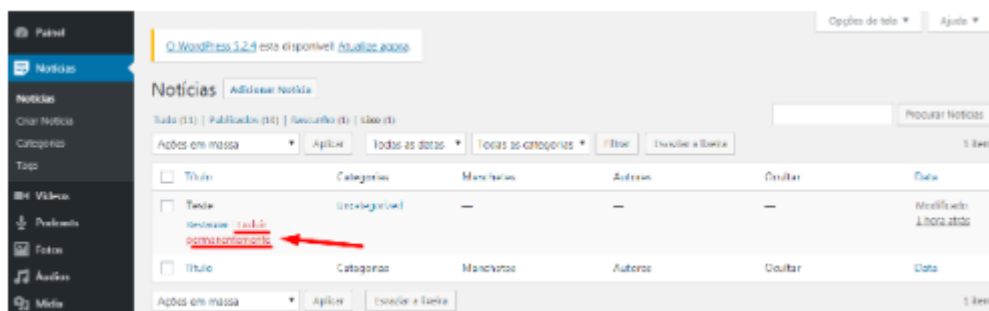 Opções de tela ▼ Ajuda ▼
Painel
O WordPress 5.2.4 está disponível! Atualize agora.
Notícias
Notícias Adicionar Notícia
Notícias
Criar Notícia
Tudo (11) | Publicados (10) | Rascunho (1) | Lixo (1)
Procurar Notícias
Categorias
Ações em massa ▼ Aplicar Todas as datas ▼ Todas as categorias ▼ Filtrar Esvaziar a lixeira 1 item
Tags
Título Categorias Manchetes Autores Ocultar Data
Vídeos
Teste Uncategorized — — — Modificado
Podcasts
Restaurar | Excluir 1 hora atrás
permanentemente
Fotos
Áudios
Título Categorias Manchetes Autores Ocultar Data
Mídia
Ações em massa ▼ Aplicar Esvaziar a lixeira 1 item